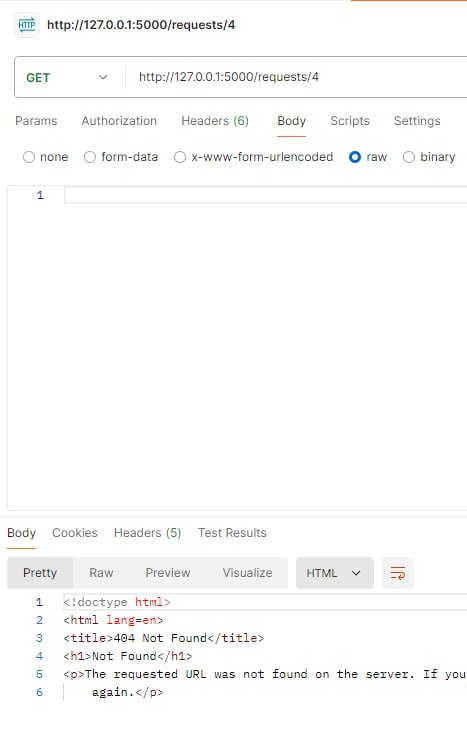 HTTP http://127.0.0.1:5000/requests/4
GET http://127.0.0.1:5000/requests/4
Params Authorization Headers (6) Body Scripts Settings
none form-data x-www-form-urlencoded raw binary
1
Body Cookies Headers (5) Test Results
Pretty Raw Preview Visualize HTML
1 <!doctype html>
2 <html lang=en>
3 <title>404 Not Found</title>
4 <h1>Not Found</h1>
5 <p>The requested URL was not found on the server. If you
6 again.</p>